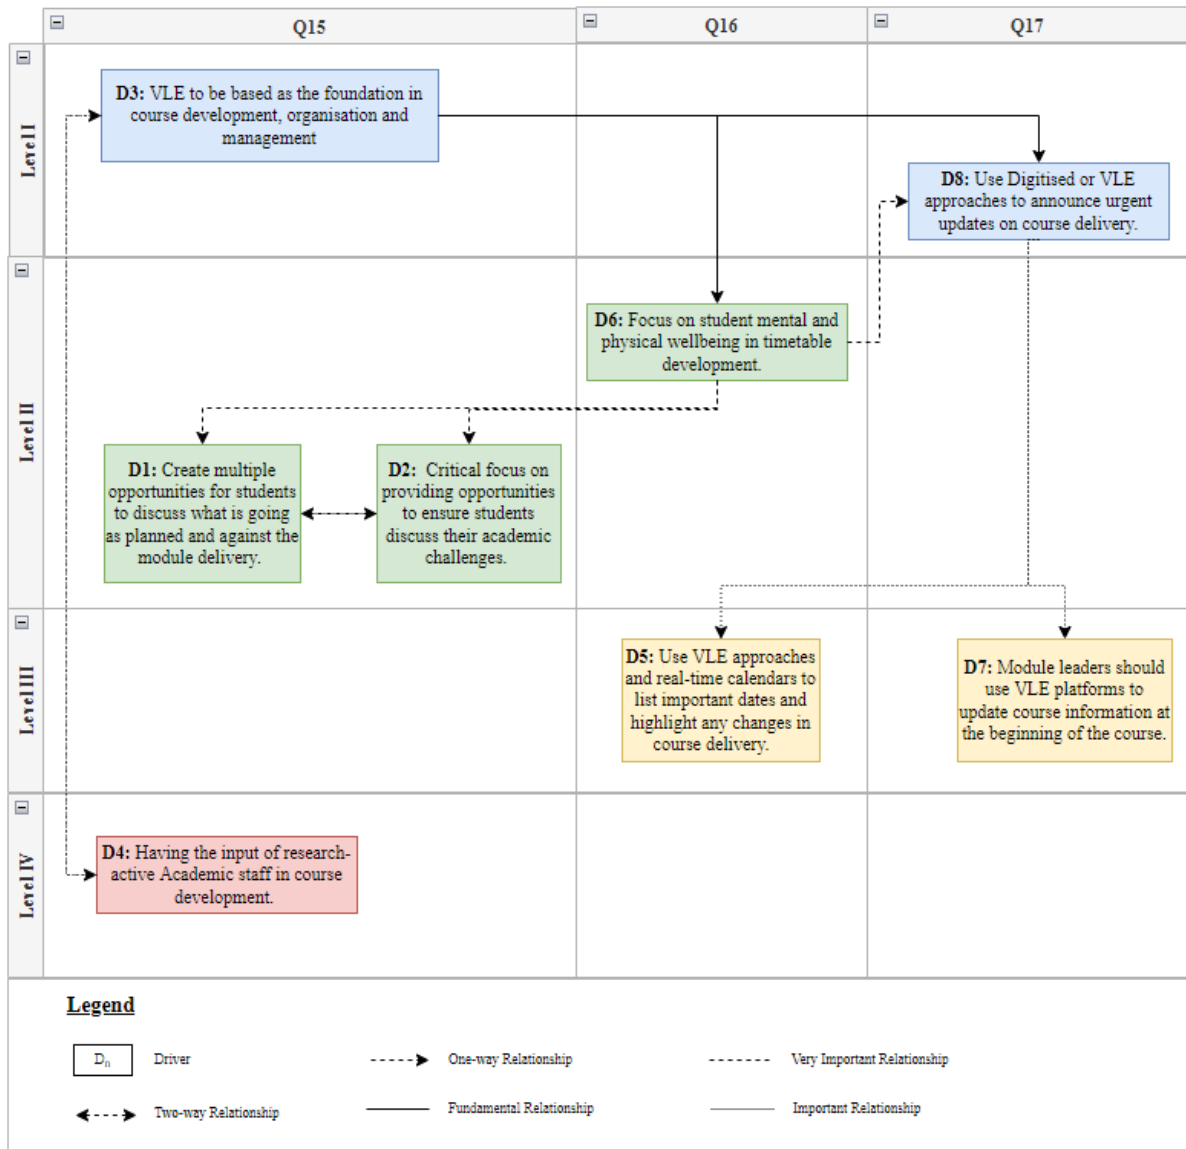 Q15
Q16
Q17
Level I
D3: VLE to be based as the foundation in
course development, organisation and
management
D8: Use Digitised or VLE
approaches to announce urgent
updates on course delivery.
Level II
D6: Focus on student mental and
physical wellbeing in timetable
development.
D1: Create multiple
opportunities for students
to discuss what is going
as planned and against the
module delivery.
D2: Critical focus on
providing opportunities
to ensure students
discuss their academic
challenges.
Level III
D5: Use VLE approaches
and real-time calendars to
list important dates and
highlight any changes in
course delivery.
D7: Module leaders should
use VLE platforms to
update course information at
the beginning of the course.
Level IV
D4: Having the input of research-
active Academic staff in course
development.
Legend
Dn
Driver
One-way Relationship
Very Important Relationship
Two-way Relationship
Fundamental Relationship
Important Relationship